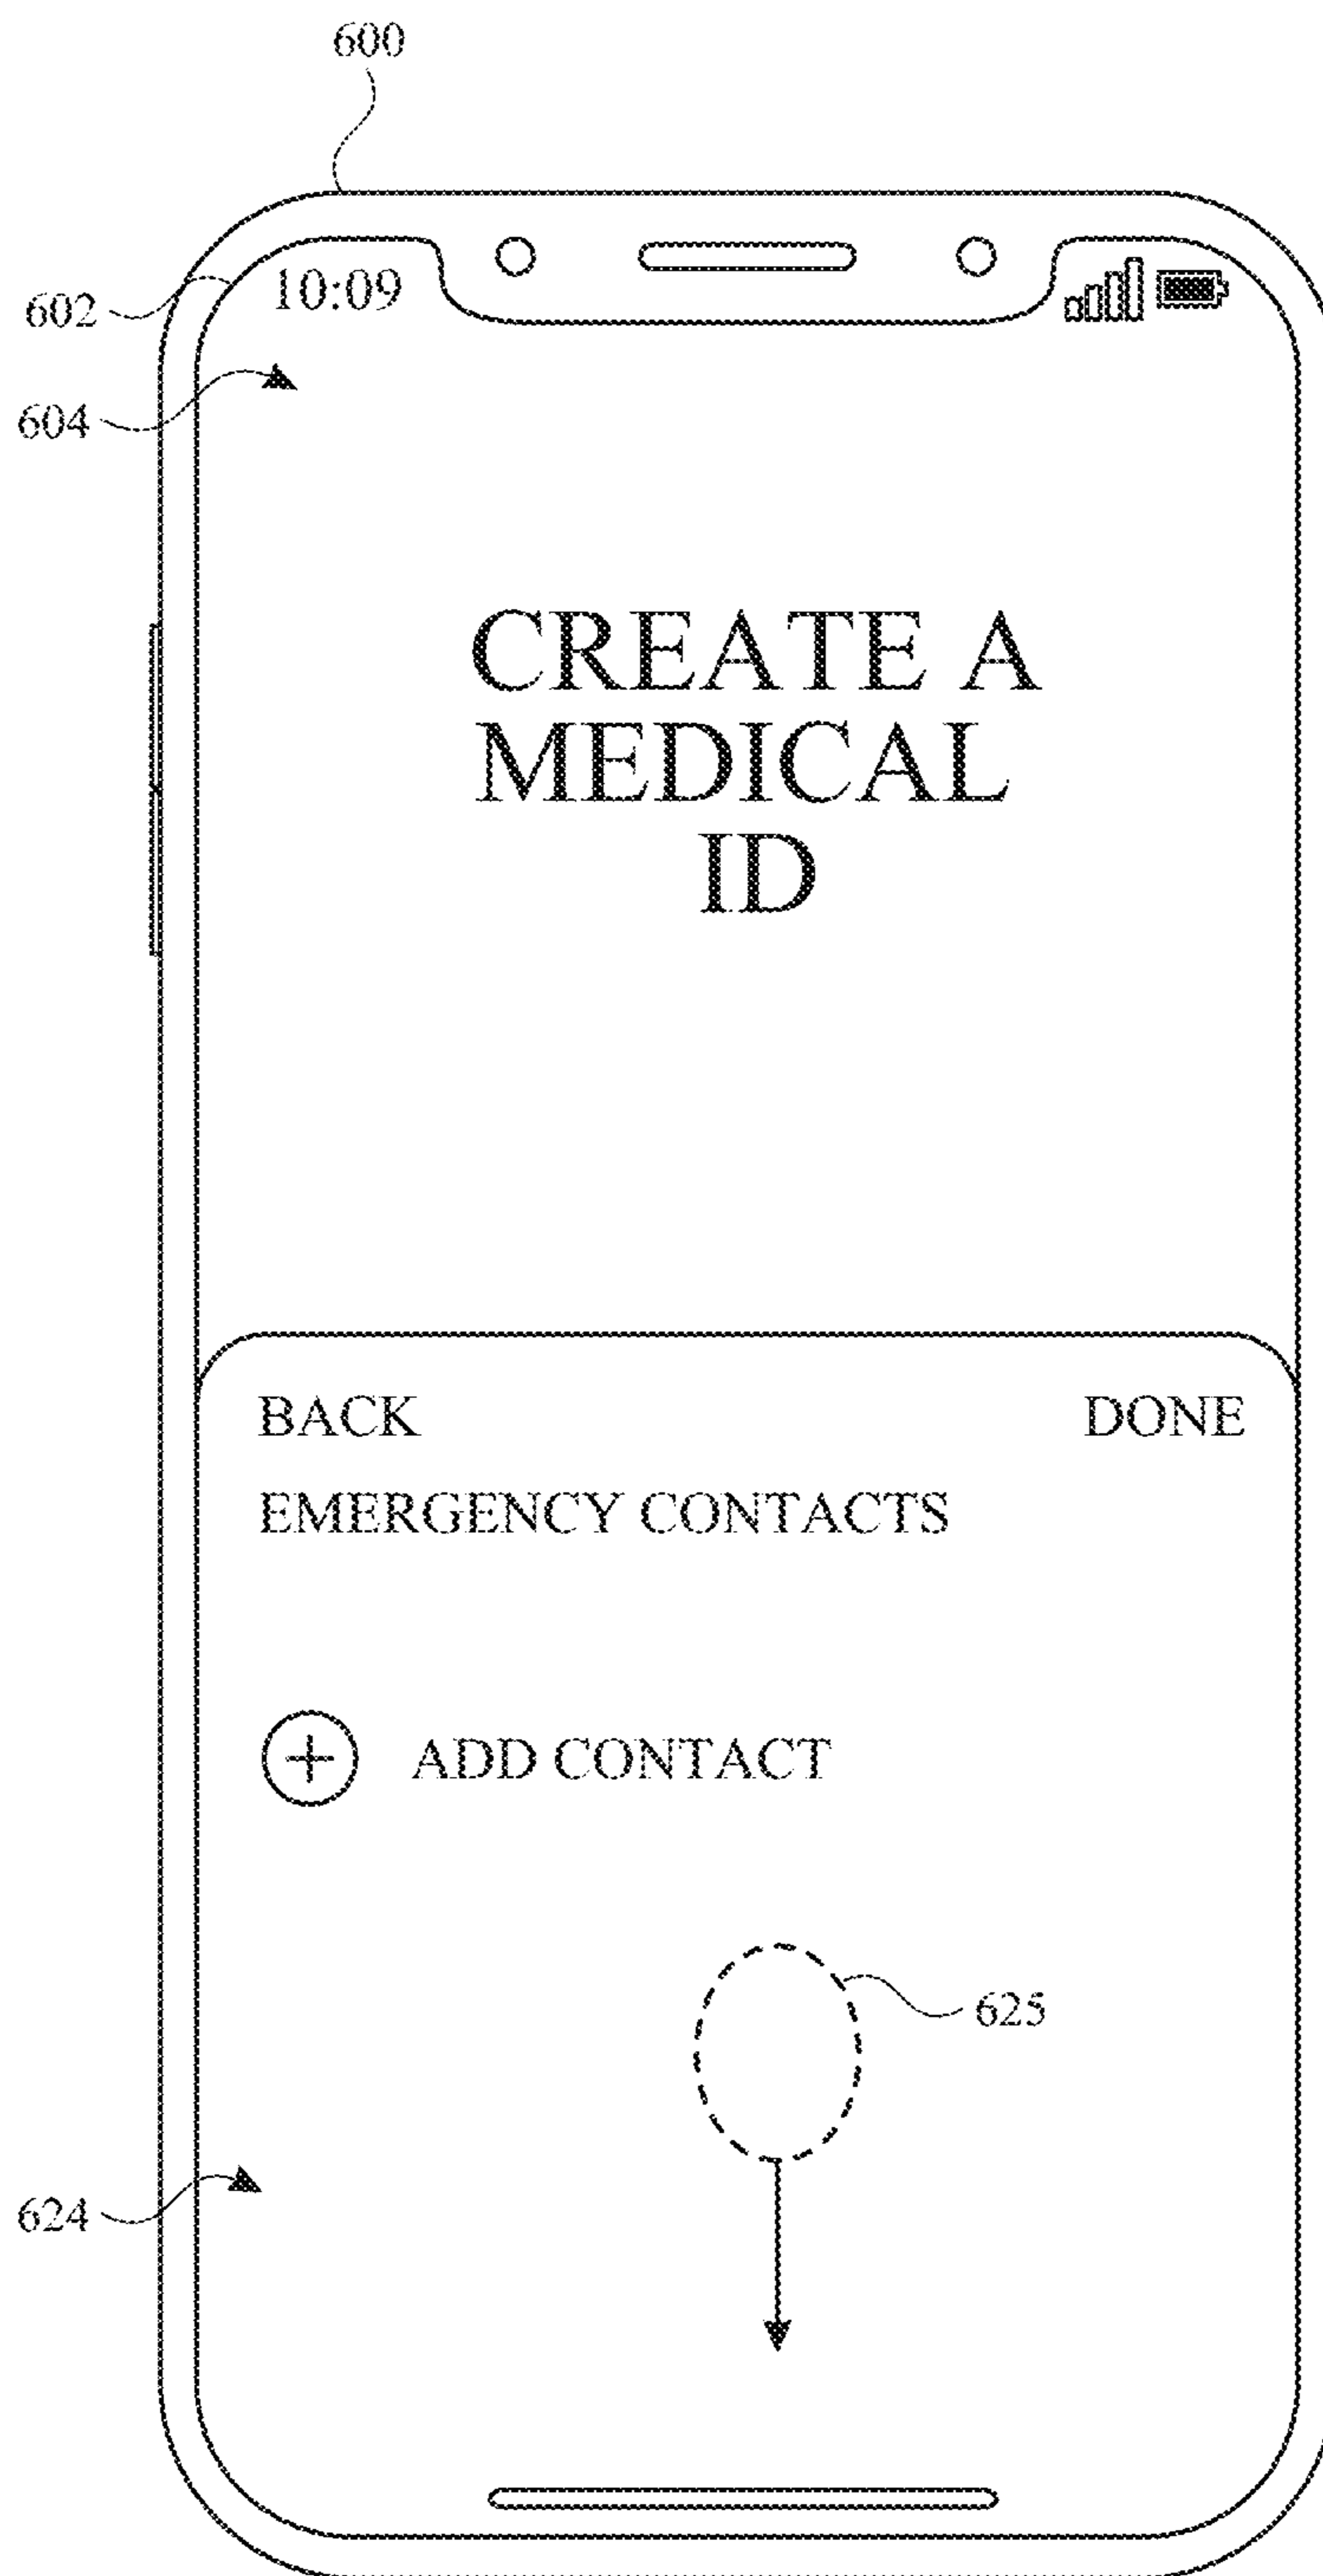 600
602
10:09
604
CREATE A
MEDICAL
ID
BACK DONE
EMERGENCY CONTACTS
+ ADD CONTACT
625
624